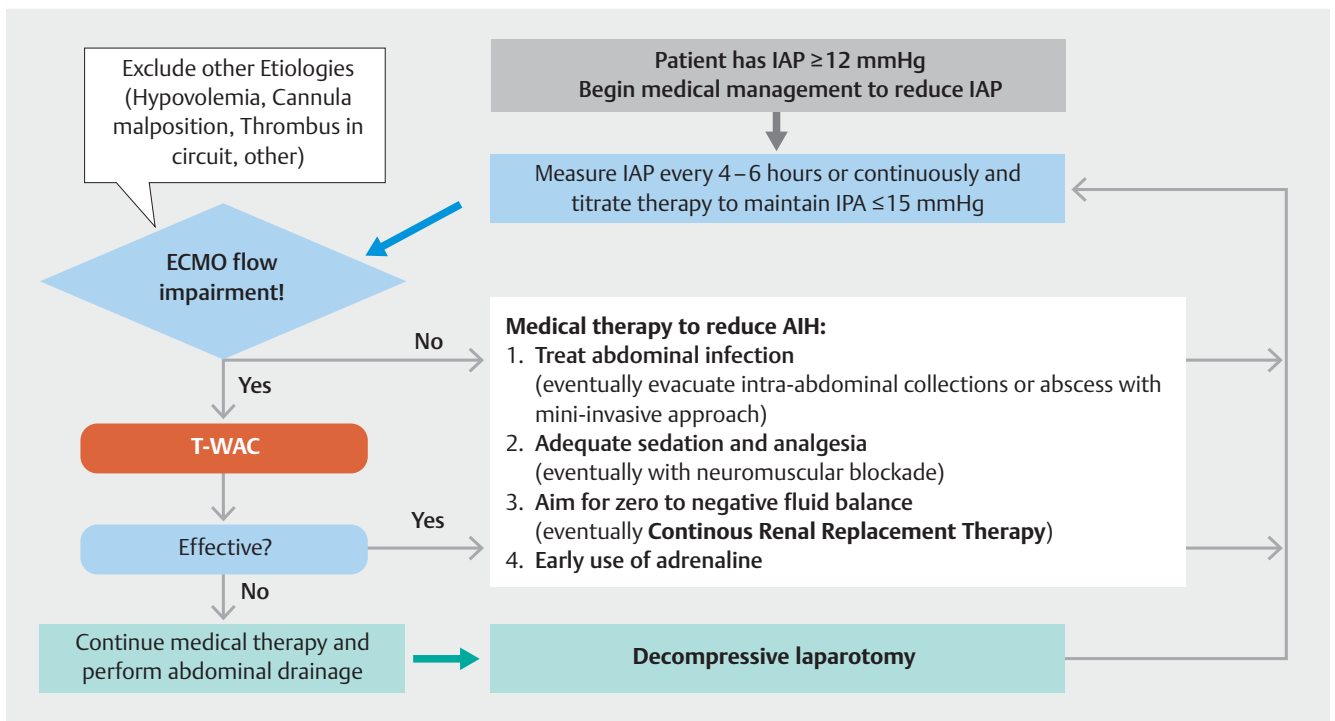 Exclude other Etiologies
(Hypovolemia, Cannula
malposition, Thrombus in
circuit, other)
Patient has IAP ≥ 12 mmHg
Begin medical management to reduce IAP
Measure IAP every 4 – 6 hours or continuously and
titrate therapy to maintain IPA ≤15 mmHg
ECMO flow
impairment!
No
Yes
T-WAC
Effective?
Yes
No
Medical therapy to reduce AIH:
1. Treat abdominal infection
(eventually evacuate intra-abdominal collections or abscess with
mini-invasive approach)
2. Adequate sedation and analgesia
(eventually with neuromuscular blockade)
3. Aim for zero to negative fluid balance
(eventually Continous Renal Replacement Therapy)
4. Early use of adrenaline
Continue medical therapy and
perform abdominal drainage
Decompressive laparotomy